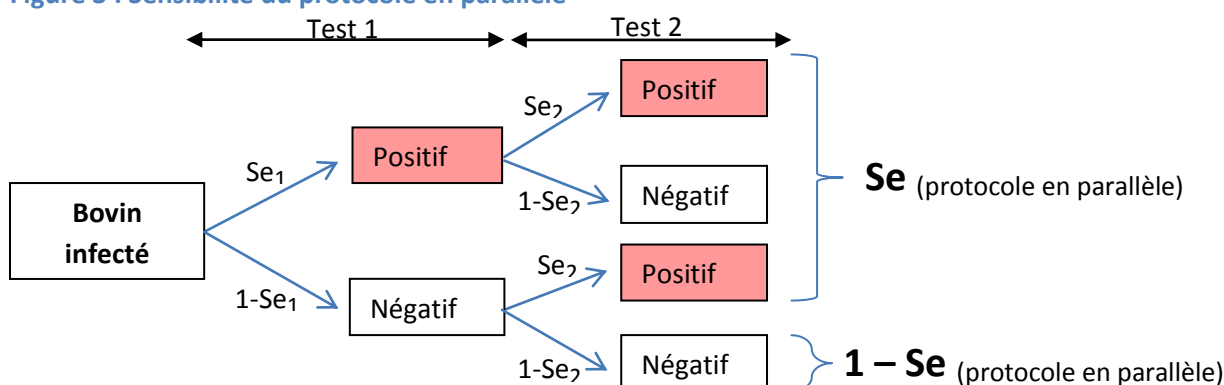 Figure 3 : Sensibilité du protocole en parallèle
Test 1
Test 2
Positif
Se₂
Positif
Se₁
1-Se₂
Négatif
Se (protocole en parallèle)
Bovin
infecté
Se₂
Positif
1-Se₁
Négatif
1-Se₂
Négatif
1 – Se (protocole en parallèle)